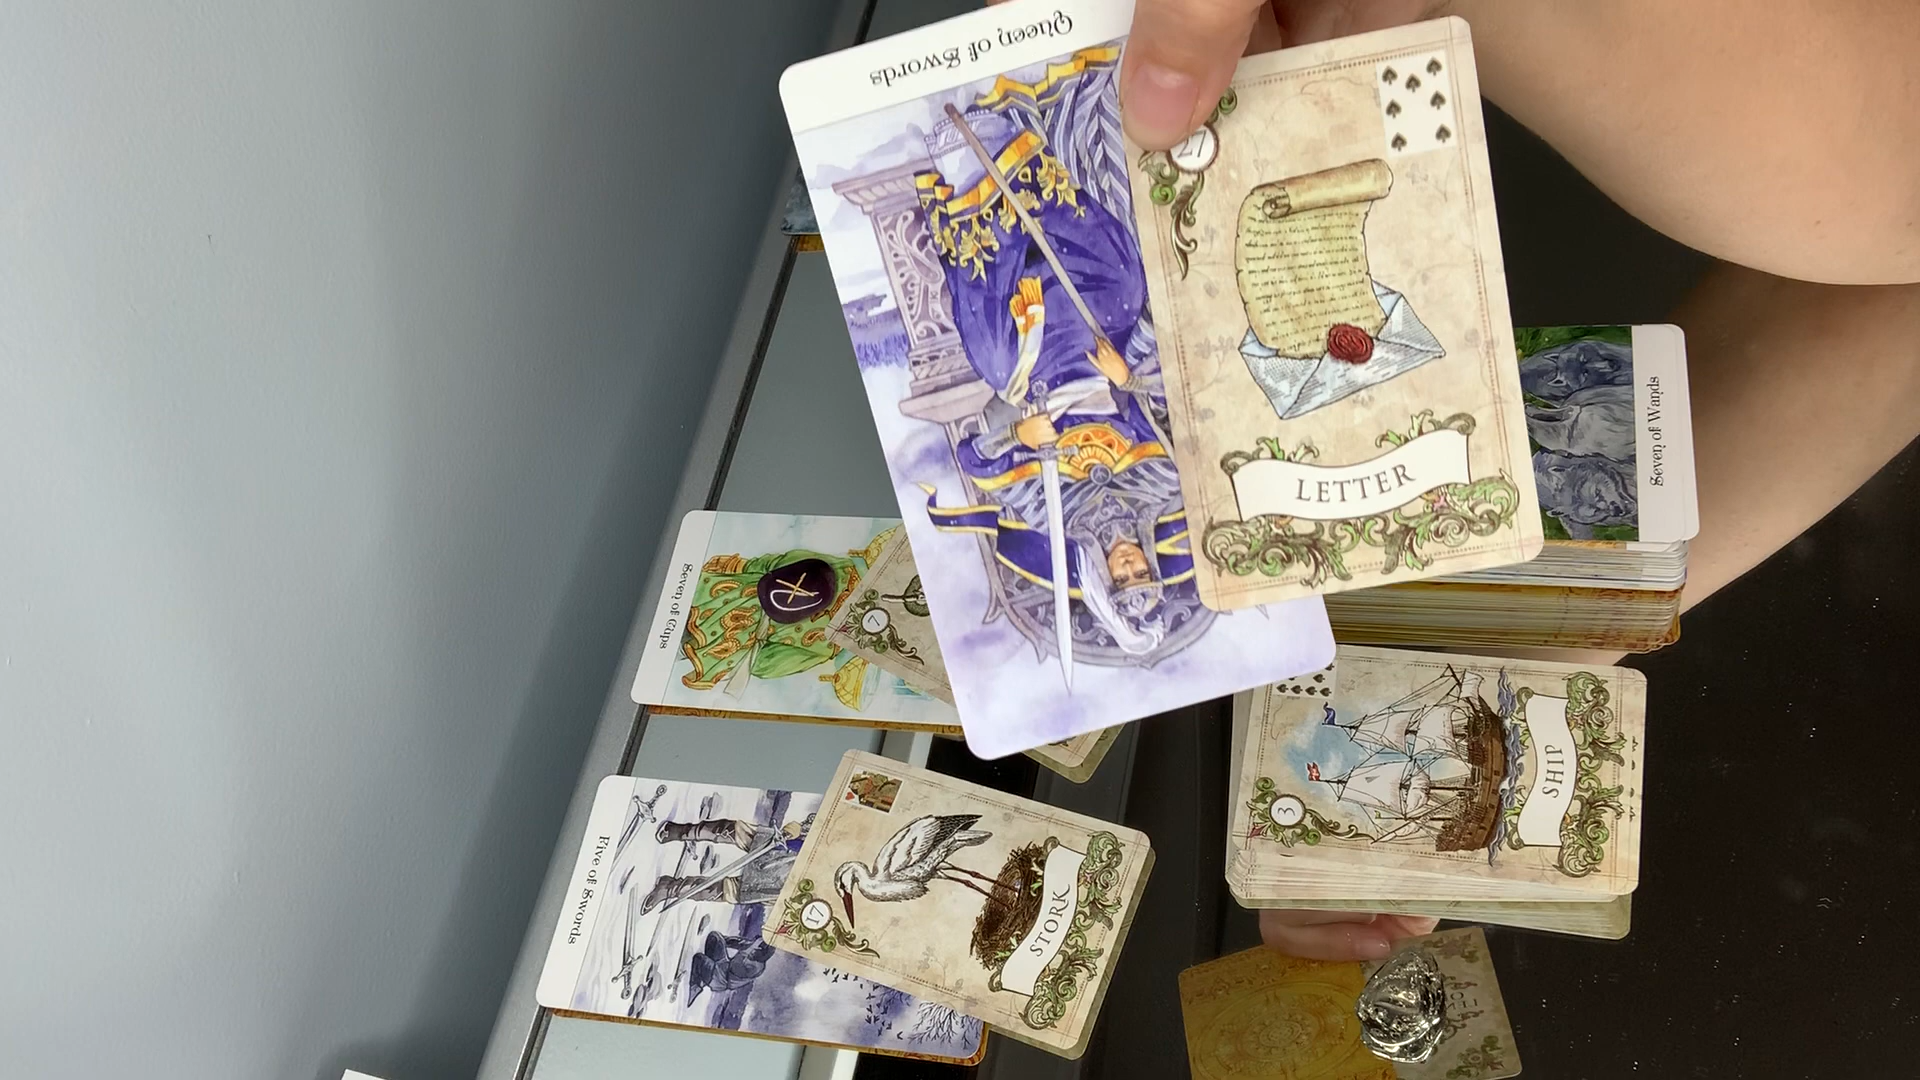 Queen of Swords
27
LETTER
Seven of Wands
Seven of Cups
7
3
SHIP
Five of Swords
17
STORK